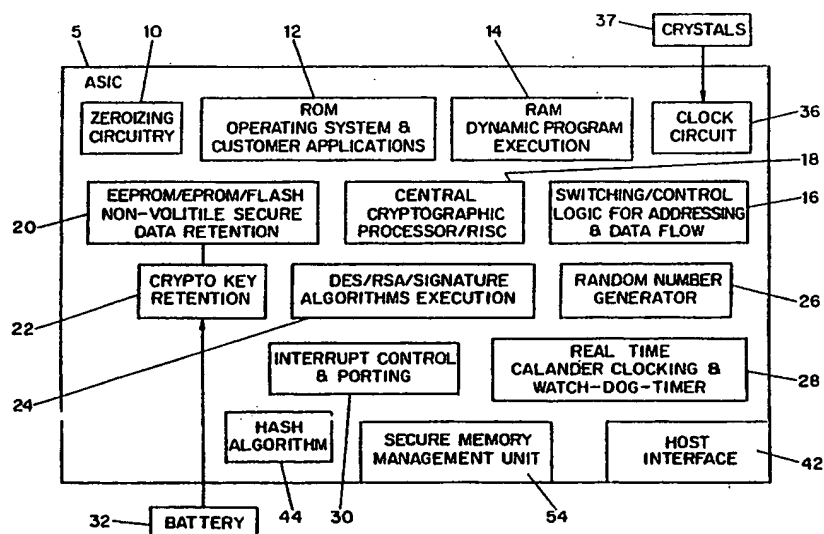 37
CRYSTALS
5
10
12
14
ASIC
ZEROIZING
CIRCUITRY
ROM
OPERATING SYSTEM &
CUSTOMER APPLICATIONS
RAM
DYNAMIC PROGRAM
EXECUTION
CLOCK
CIRCUIT
36
18
EEPROM/EPROM/FLASH
NON-VOLITILE SECURE
DATA RETENTION
CENTRAL
CRYPTOGRAPHIC
PROCESSOR/RISC
SWITCHING/CONTROL
LOGIC FOR ADDRESSING
& DATA FLOW
16
20
CRYPTO KEY
RETENTION
DES/RSA/SIGNATURE
ALGORITHMS EXECUTION
RANDOM NUMBER
GENERATOR
26
22
INTERRUPT CONTROL
& PORTING
REAL TIME
CALANDER CLOCKING &
WATCH-DOG-TIMER
28
24
HASH
ALGORITHM
SECURE MEMORY
MANAGEMENT UNIT
HOST
INTERFACE
42
32
BATTERY
44
30
54